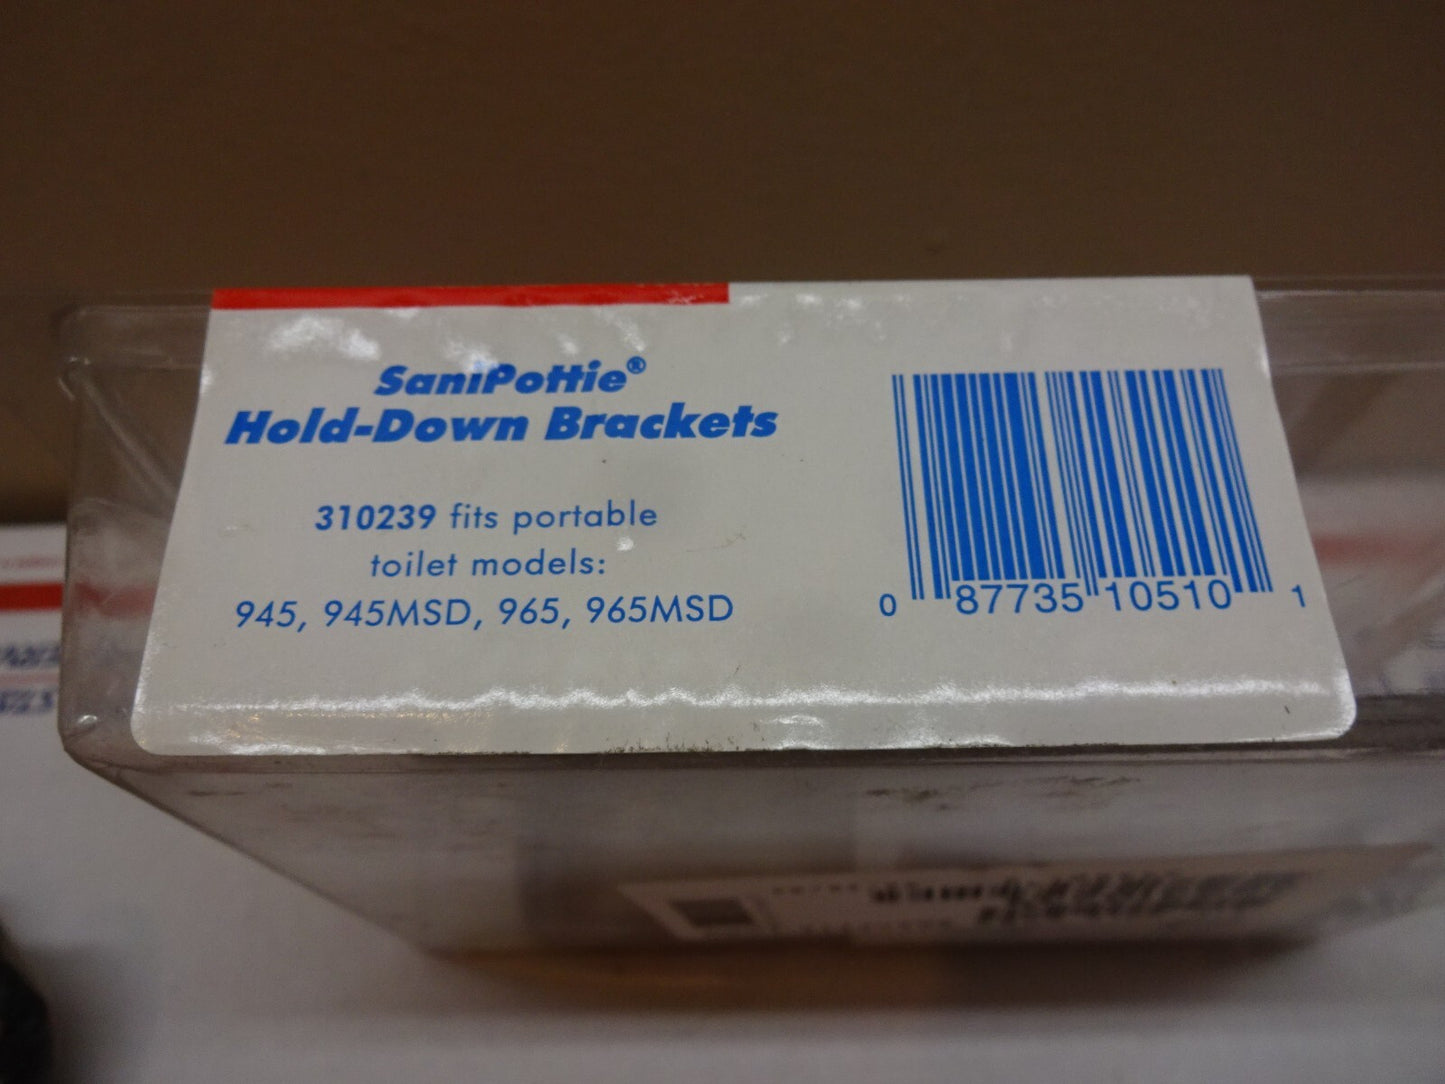 SaniPottie®
Hold-Down Brackets
310239 fits portable
toilet models:
945, 945MSD, 965, 965MSD
0 87735 10510 1